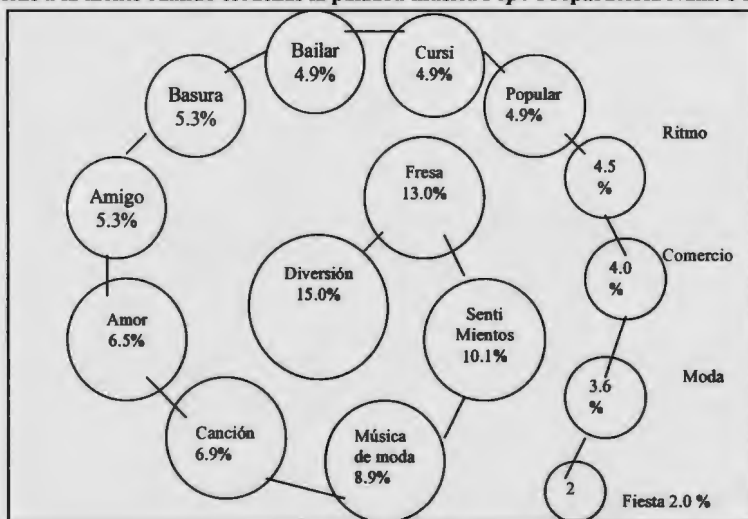 Bailar
4.9%
Cursi
4.9%
Basura
5.3%
Popular
4.9%
Ritmo
4.5
%
Fresa
13.0%
Amigo
5.3%
Comercio
4.0
%
Diversión
15.0%
Senti
Mientos
10.1%
Amor
6.5%
Moda
3.6
%
Canción
6.9%
Música
de moda
8.9%
2
Fiesta 2.0 %